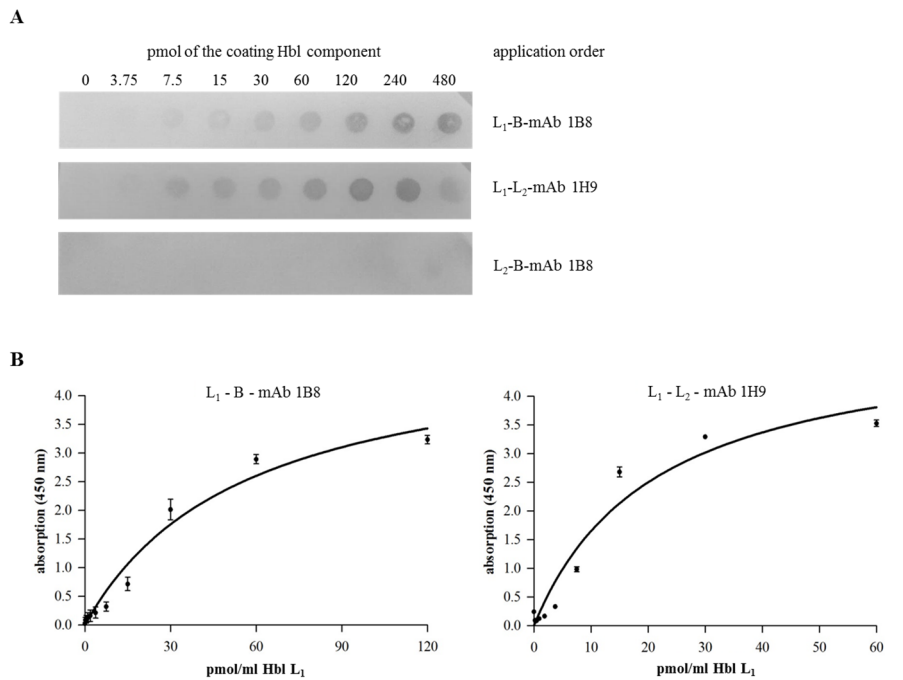 A
pmol of the coating Hbl component
application order
0 3.75 7.5 15 30 60 120 240 480
L₁-B-mAb 1B8
L₁-L₂-mAb 1H9
L₂-B-mAb 1B8
B
L₁ - B - mAb 1B8
4.0
3.5
3.0
2.5
2.0
1.5
1.0
0.5
0.0
absorption (450 nm)
0 30 60 90 120
pmol/ml Hbl L₁
L₁ - L₂ - mAb 1H9
4.0
3.5
3.0
2.5
2.0
1.5
1.0
0.5
0.0
absorption (450 nm)
0 10 20 30 40 50 60
pmol/ml Hbl L₁